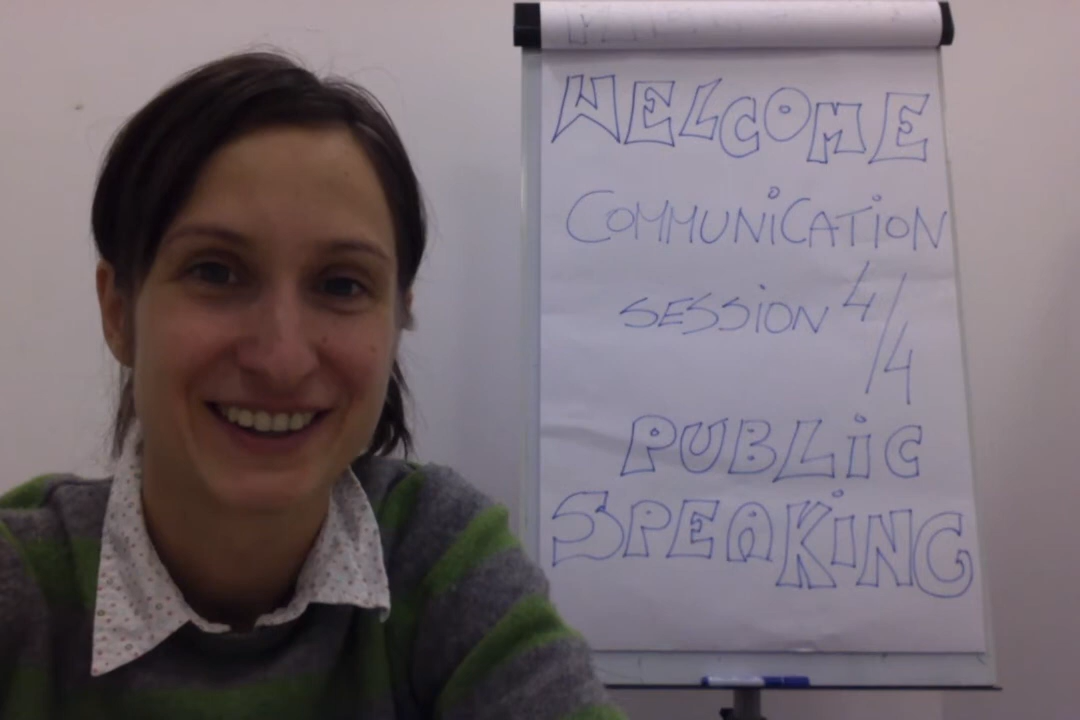 WELCOME
COMMUNiCATiON
SESSiON 4/4
PUBLiC
SPEAKiNG